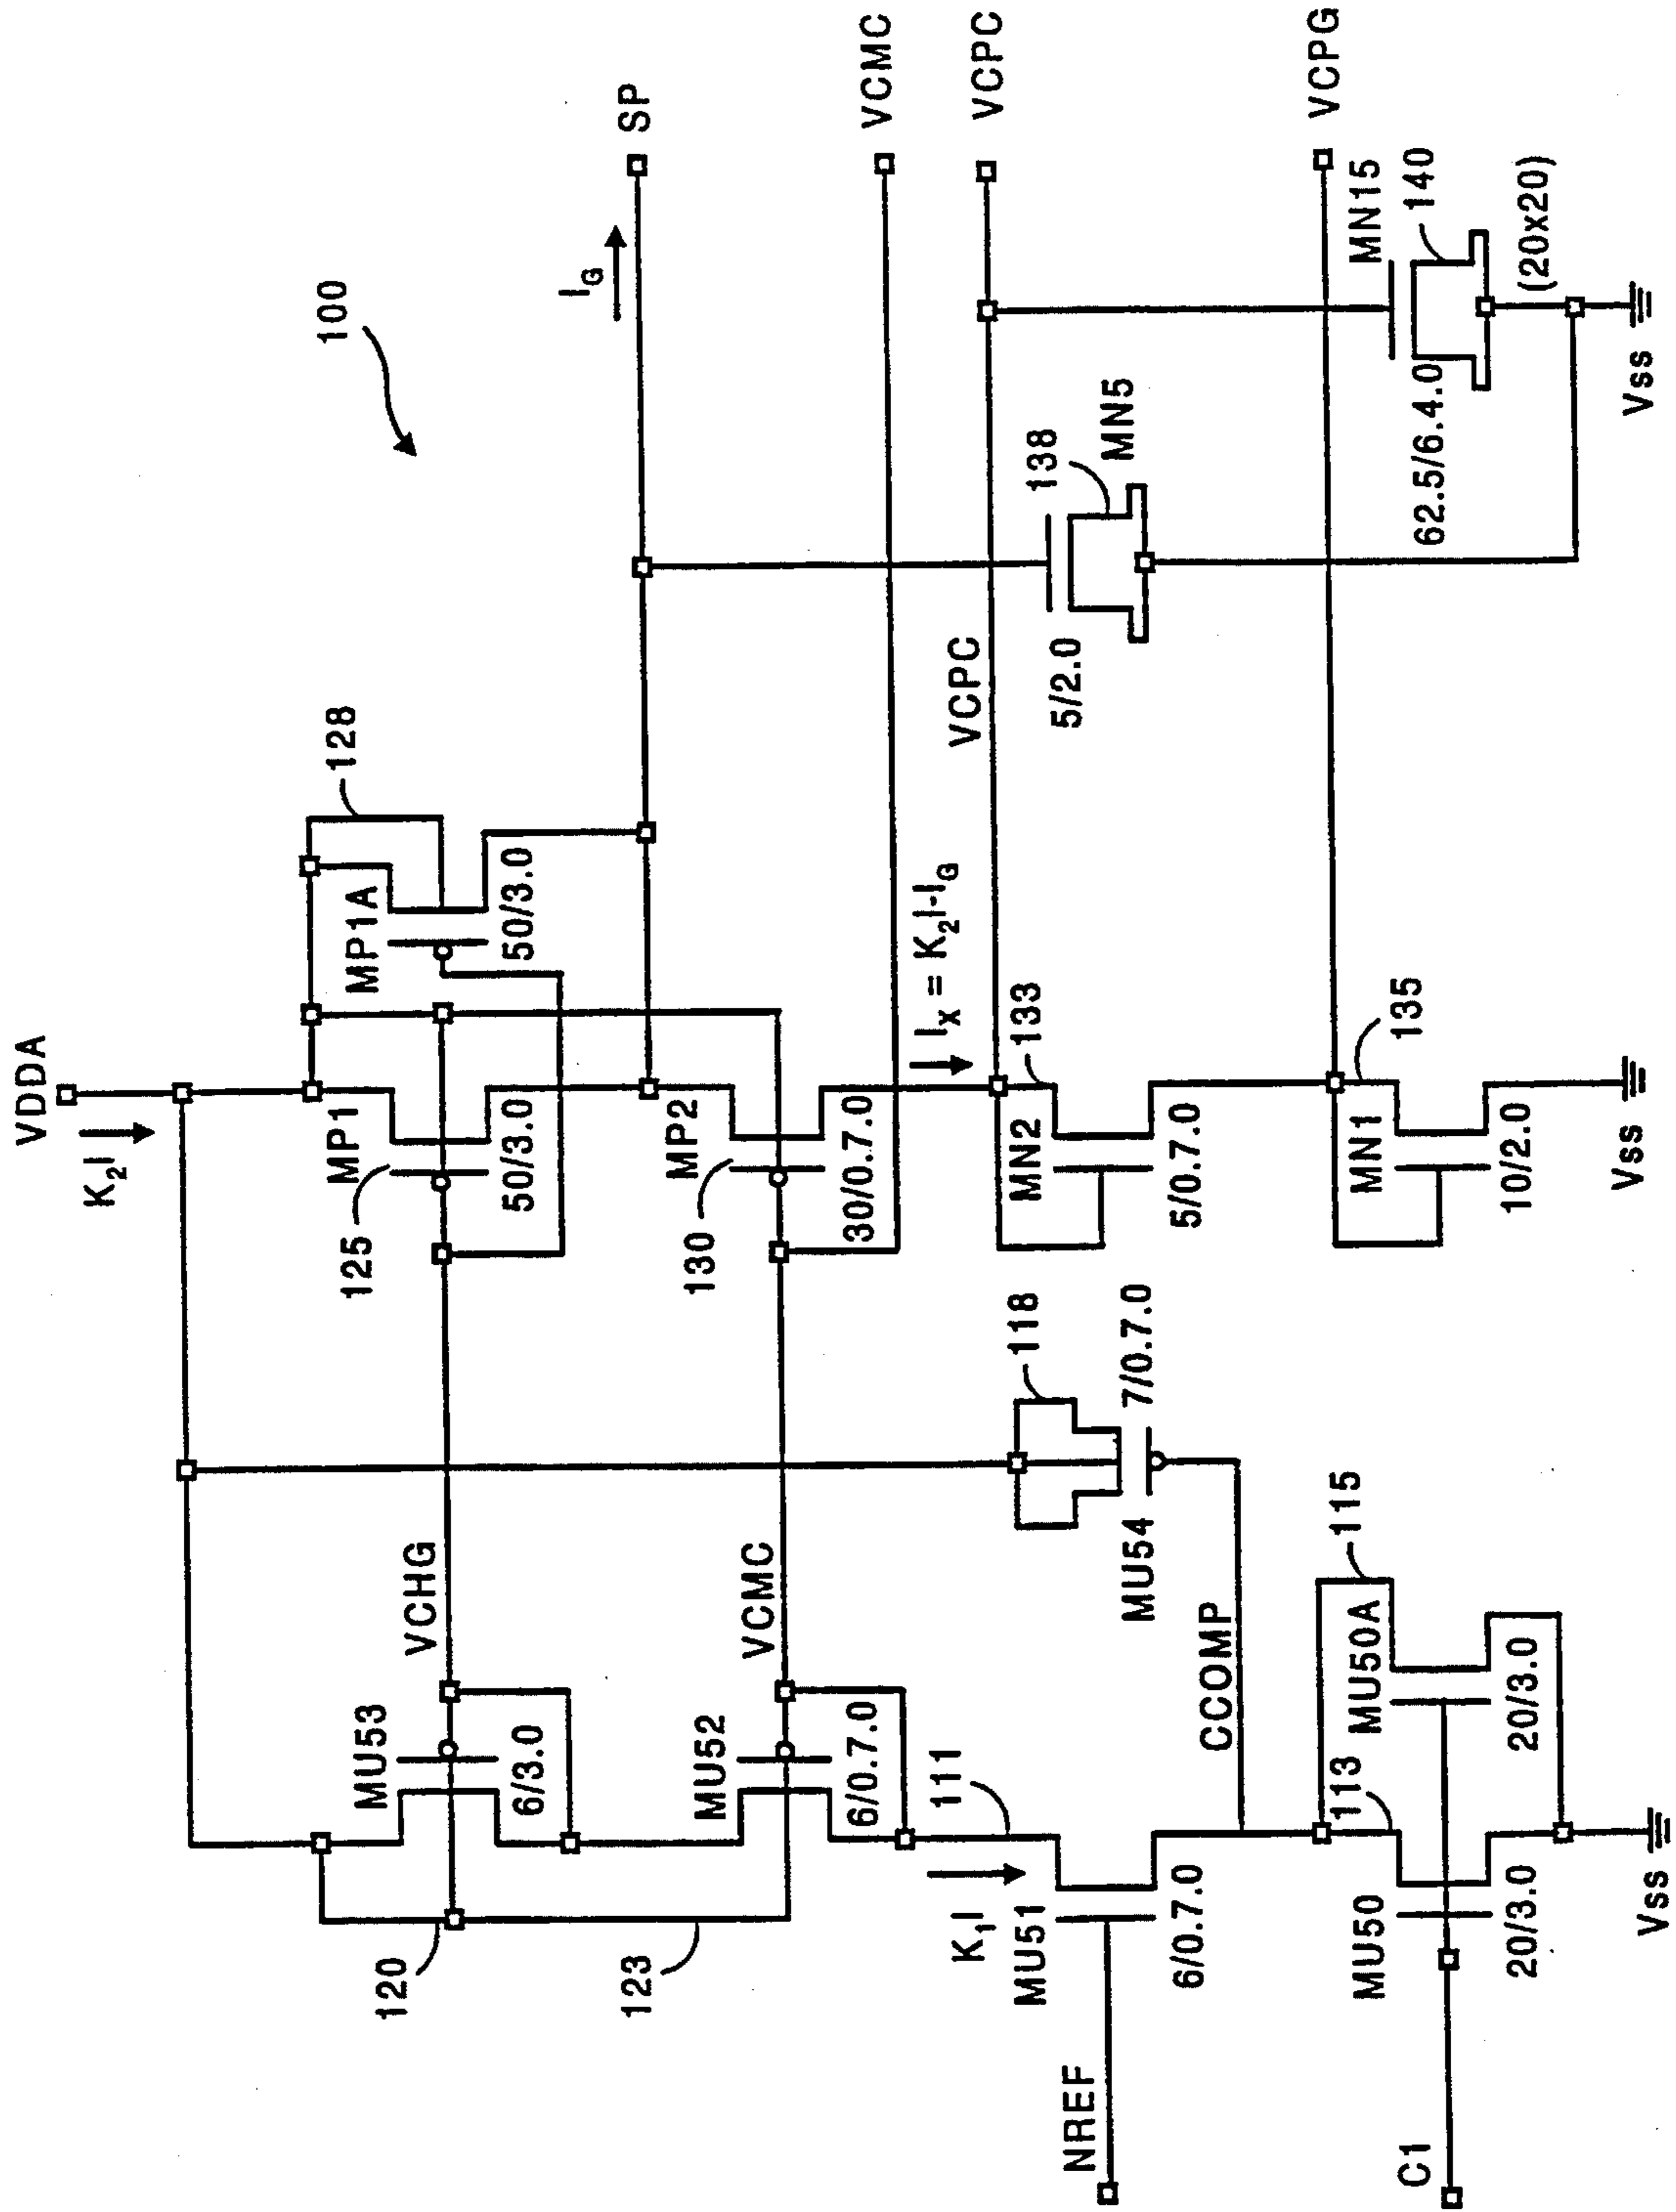 100
VDDA
K2I
MP1
125
50/3.0
MP1A
50/3.0
128
IG
SP
MU53
6/3.0
VCHG
120
MU52
6/0.7.0
VCMC
123
MP2
130
30/0.7.0
VCMC
IX = K2I-IG
K1I
111
MU51
6/0.7.0
NREF
118
MU54
7/0.7.0
CCOMP
MN2
133
5/0.7.0
VCPC
VCPC
138
MN5
5/2.0
C1
113
MU50
20/3.0
MU50A
20/3.0
115
Vss
MN1
135
10/2.0
Vss
VCPG
MN15
140
62.5/6.4.0
(20x20)
Vss